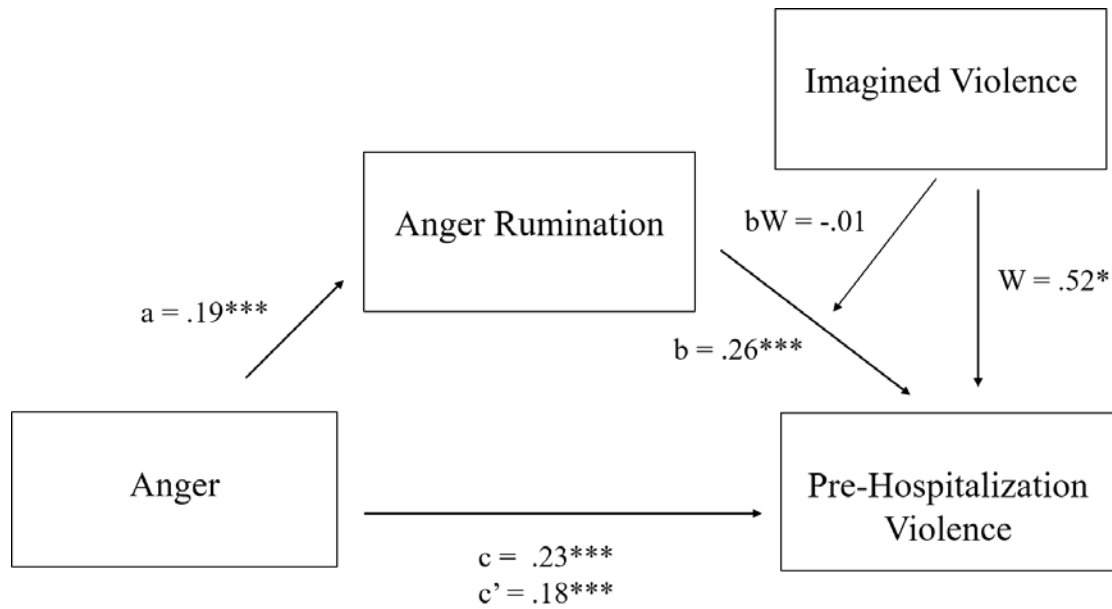 Imagined Violence
Anger Rumination
bW = -.01
W = .52*
a = .19***
b = .26***
Anger
Pre-Hospitalization
Violence
c = .23***
c’ = .18***